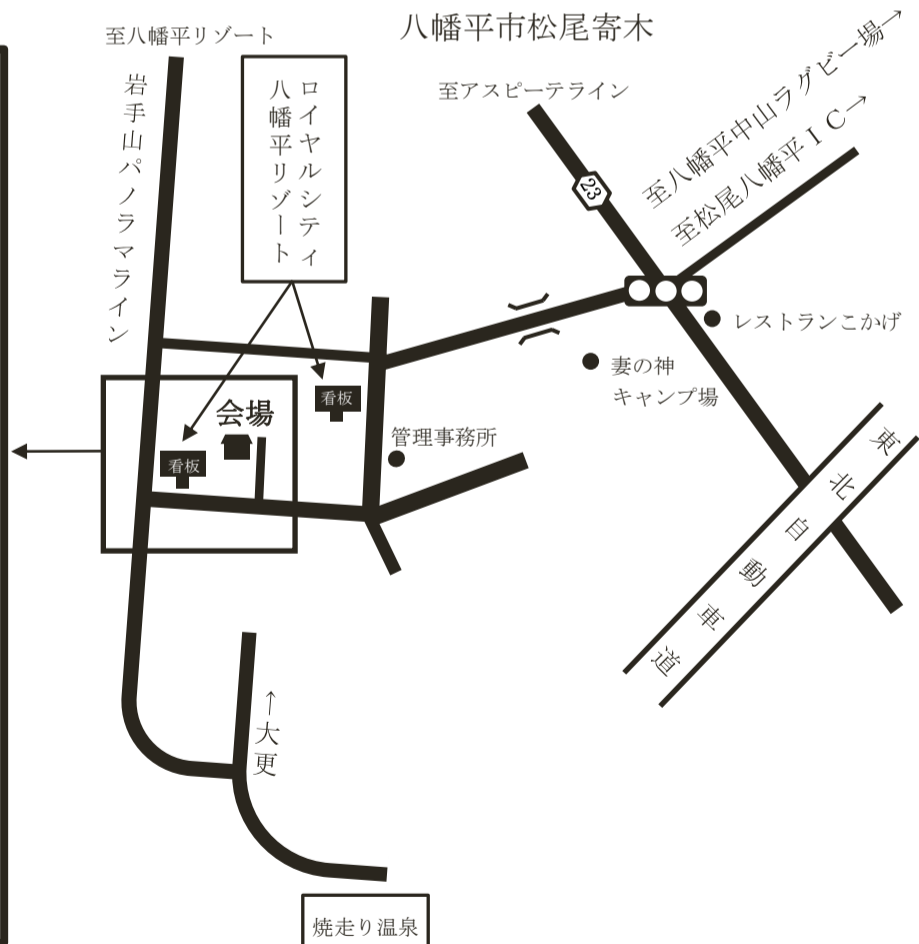 八幡平市松尾寄木
至八幡平リゾート
岩手山パノラマライン
ロイヤルシティ
八幡平リゾート
至アスピーテライン
至八幡平中山ラグビー場→
至松尾八幡平IC→
23
レストランこかげ
妻の神
キャンプ場
看板
会場
看板
管理事務所
東北自動車道
↑大更
焼走り温泉